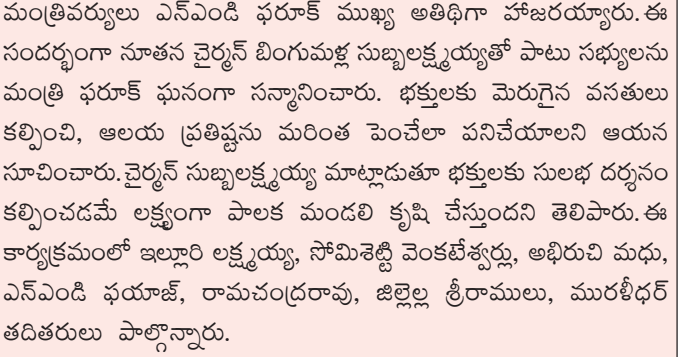 మంత్రివర్యులు ఎన్ఎండి ఫరూక్ ముఖ్య అతిథిగా హాజరయ్యారు.ఈ
సందర్భంగా నూతన చైర్మన్ బింగుమళ్ల సుబ్బలక్ష్మయ్యతో పాటు సభ్యులను
మంత్రి ఫరూక్ ఘనంగా సన్మానించారు. భక్తులకు మెరుగైన వసతులు
కల్పించి, ఆలయ ప్రతిష్టను మరింత పెంచేలా పనిచేయాలని ఆయన
సూచించారు.చైర్మన్ సుబ్బలక్ష్మయ్య మాట్లాడుతూ భక్తులకు సులభ దర్శనం
కల్పించడమే లక్ష్యంగా పాలక మండలి కృషి చేస్తుందని తెలిపారు.ఈ
కార్యక్రమంలో ఇల్లూరి లక్ష్మయ్య, సోమిశెట్టి వెంకటేశ్వర్లు, అభిరుచి మధు,
ఎన్ఎండి ఫయాజ్, రామచంద్రరావు, జిల్లెల్ల శ్రీరాములు, మురళీధర్
తదితరులు పాల్గొన్నారు.